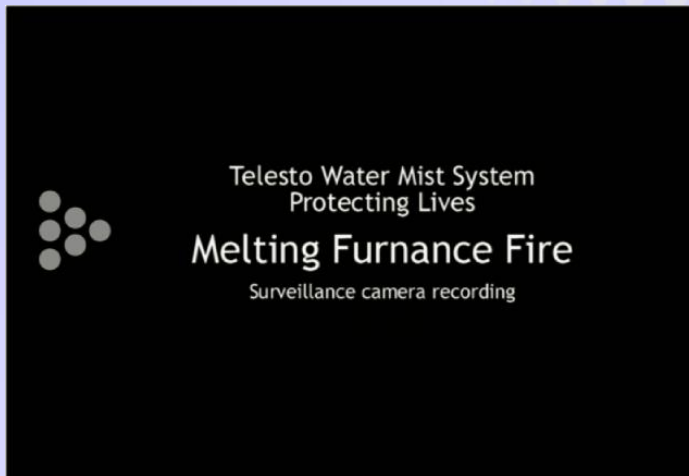 Telesto Water Mist System
Protecting Lives
Melting Furnance Fire
Surveillance camera recording